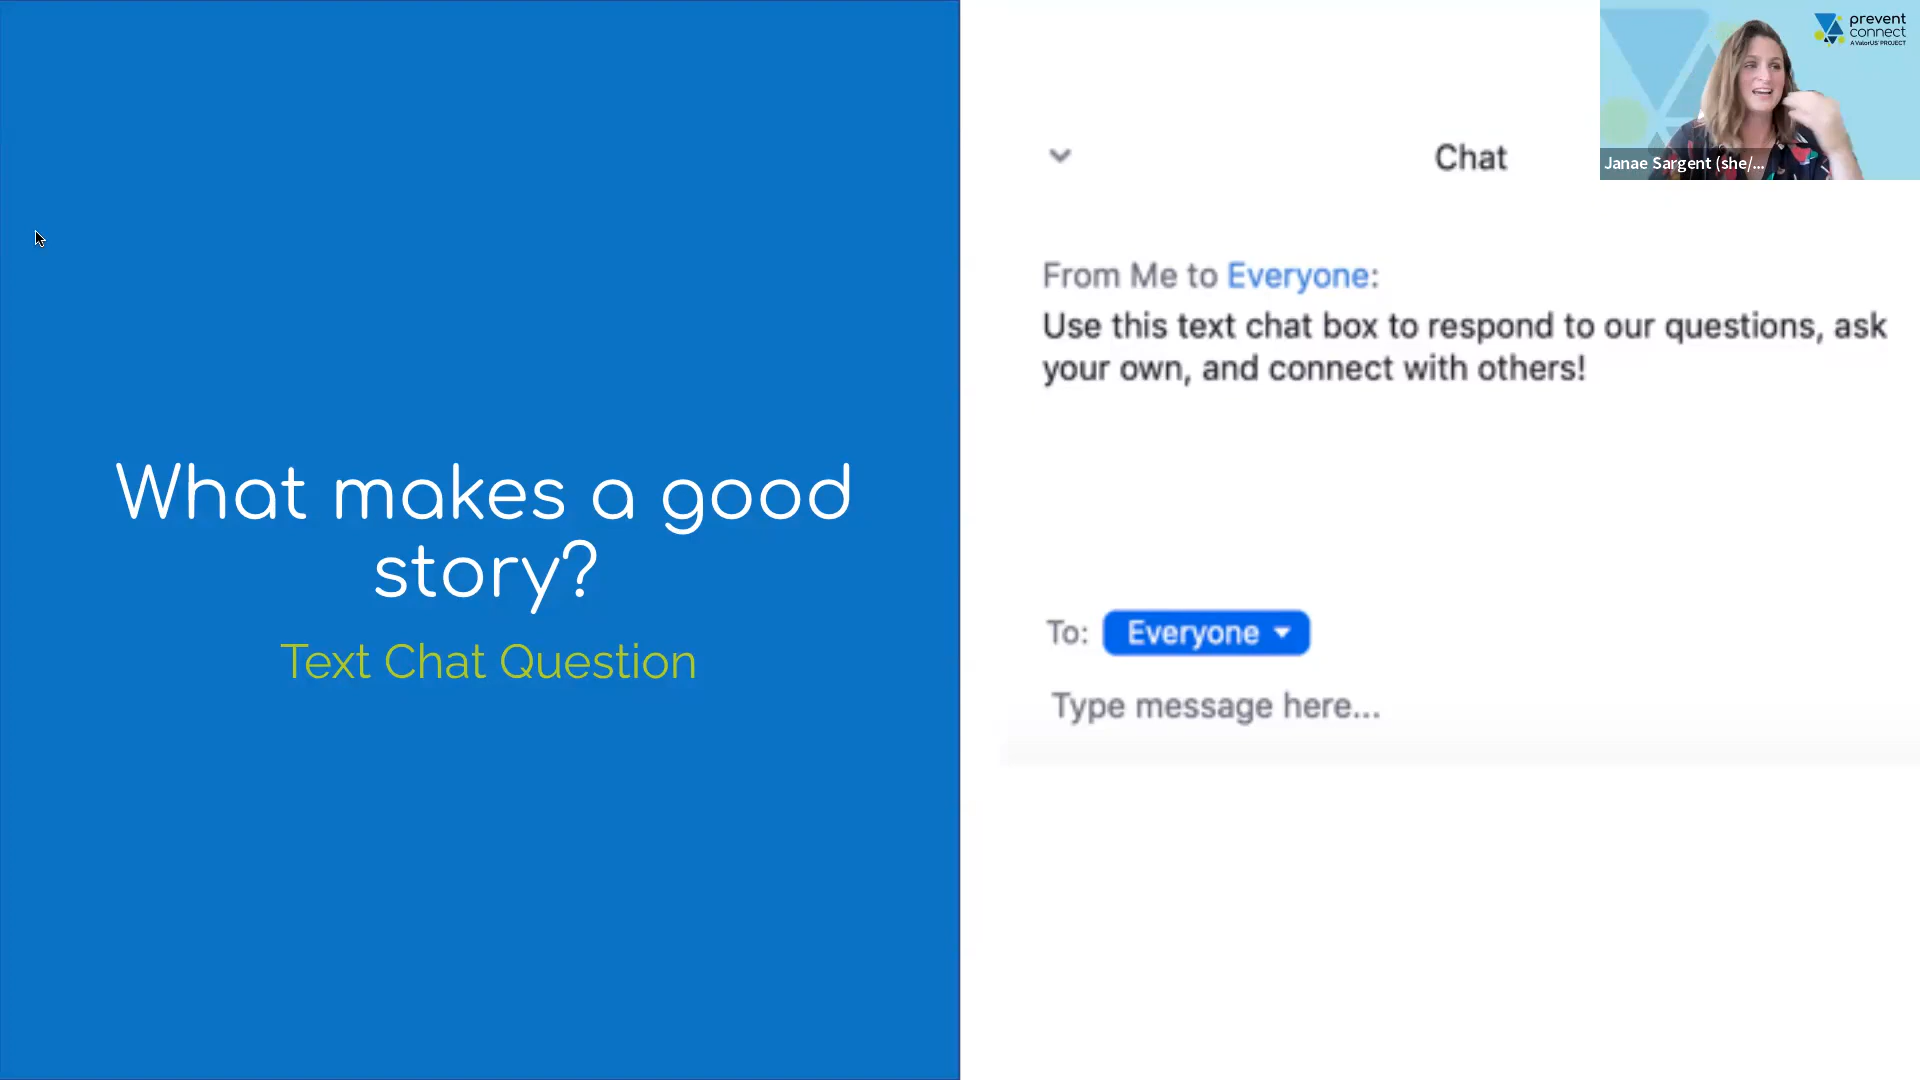 What makes a good
story?
Text Chat Question
Chat
From Me to Everyone:
Use this text chat box to respond to our questions, ask
your own, and connect with others!
To: Everyone
Type message here...
prevent
connect
A ValorUS PROJECT
Janae Sargent (she/...